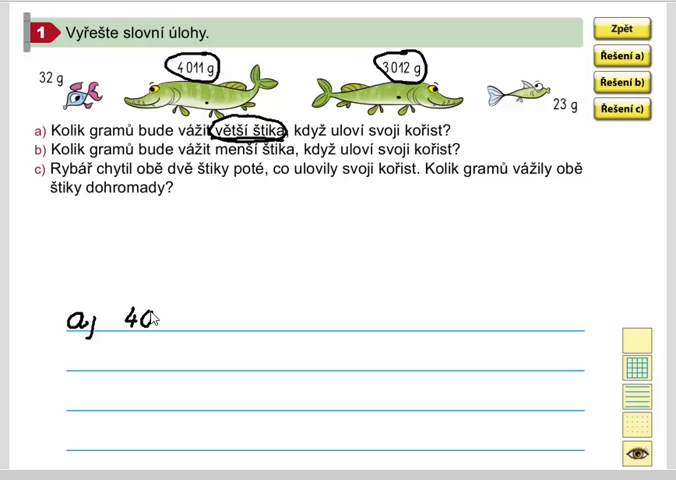 1 Vyřešte slovní úlohy.
Zpět
Řešení a)
Řešení b)
Řešení c)
32 g
4 011 g
3 012 g
23 g
a) Kolik gramů bude vážit větší štika, když uloví svoji kořist?
b) Kolik gramů bude vážit menší štika, když uloví svoji kořist?
c) Rybář chytil obě dvě štiky poté, co ulovily svoji kořist. Kolik gramů vážily obě
štiky dohromady?
a) 40